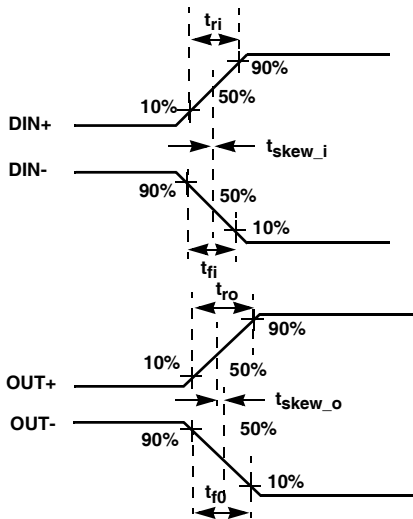 tri
90%
10%
50%
DIN+
tskew_i
DIN-
90%
50%
10%
tfi
tro
90%
10%
50%
OUT+
tskew_o
OUT-
90%
50%
10%
tf0